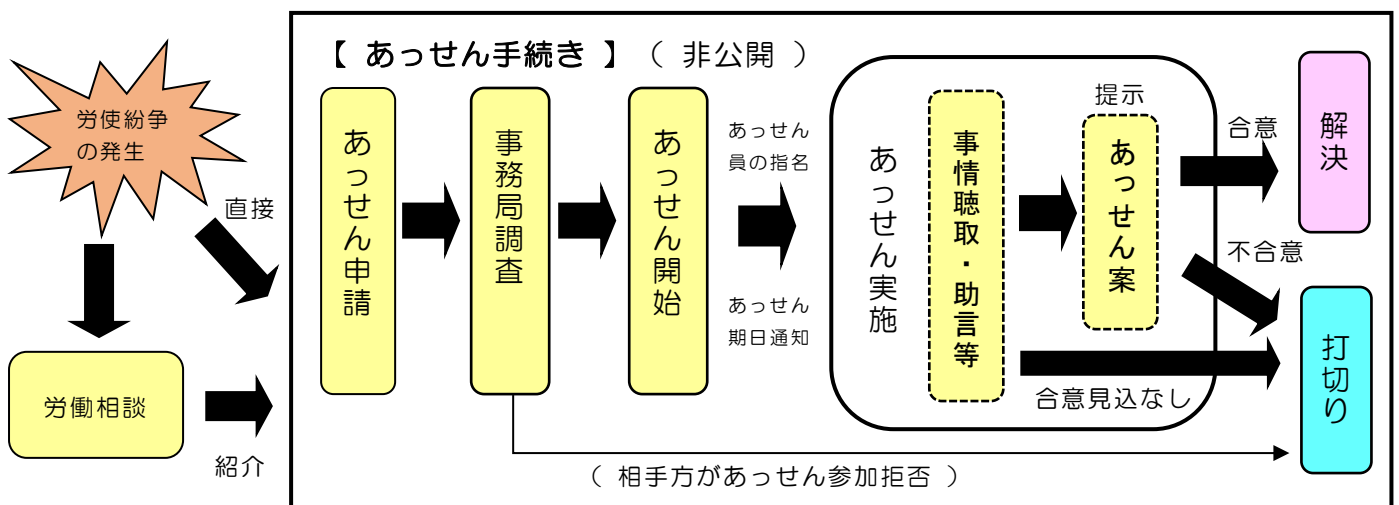 【 あっせん手続き 】（ 非公開 ）
労使紛争
の発生
直接
労働相談
紹介
あっせん申請
事務局調査
あっせん開始
あっせん
員の指名
あっせん
期日通知
あっせん実施
事情聴取・助言等
提示
あっせん案
合意
不合意
合意見込なし
解決
打切り
（ 相手方があっせん参加拒否 ）